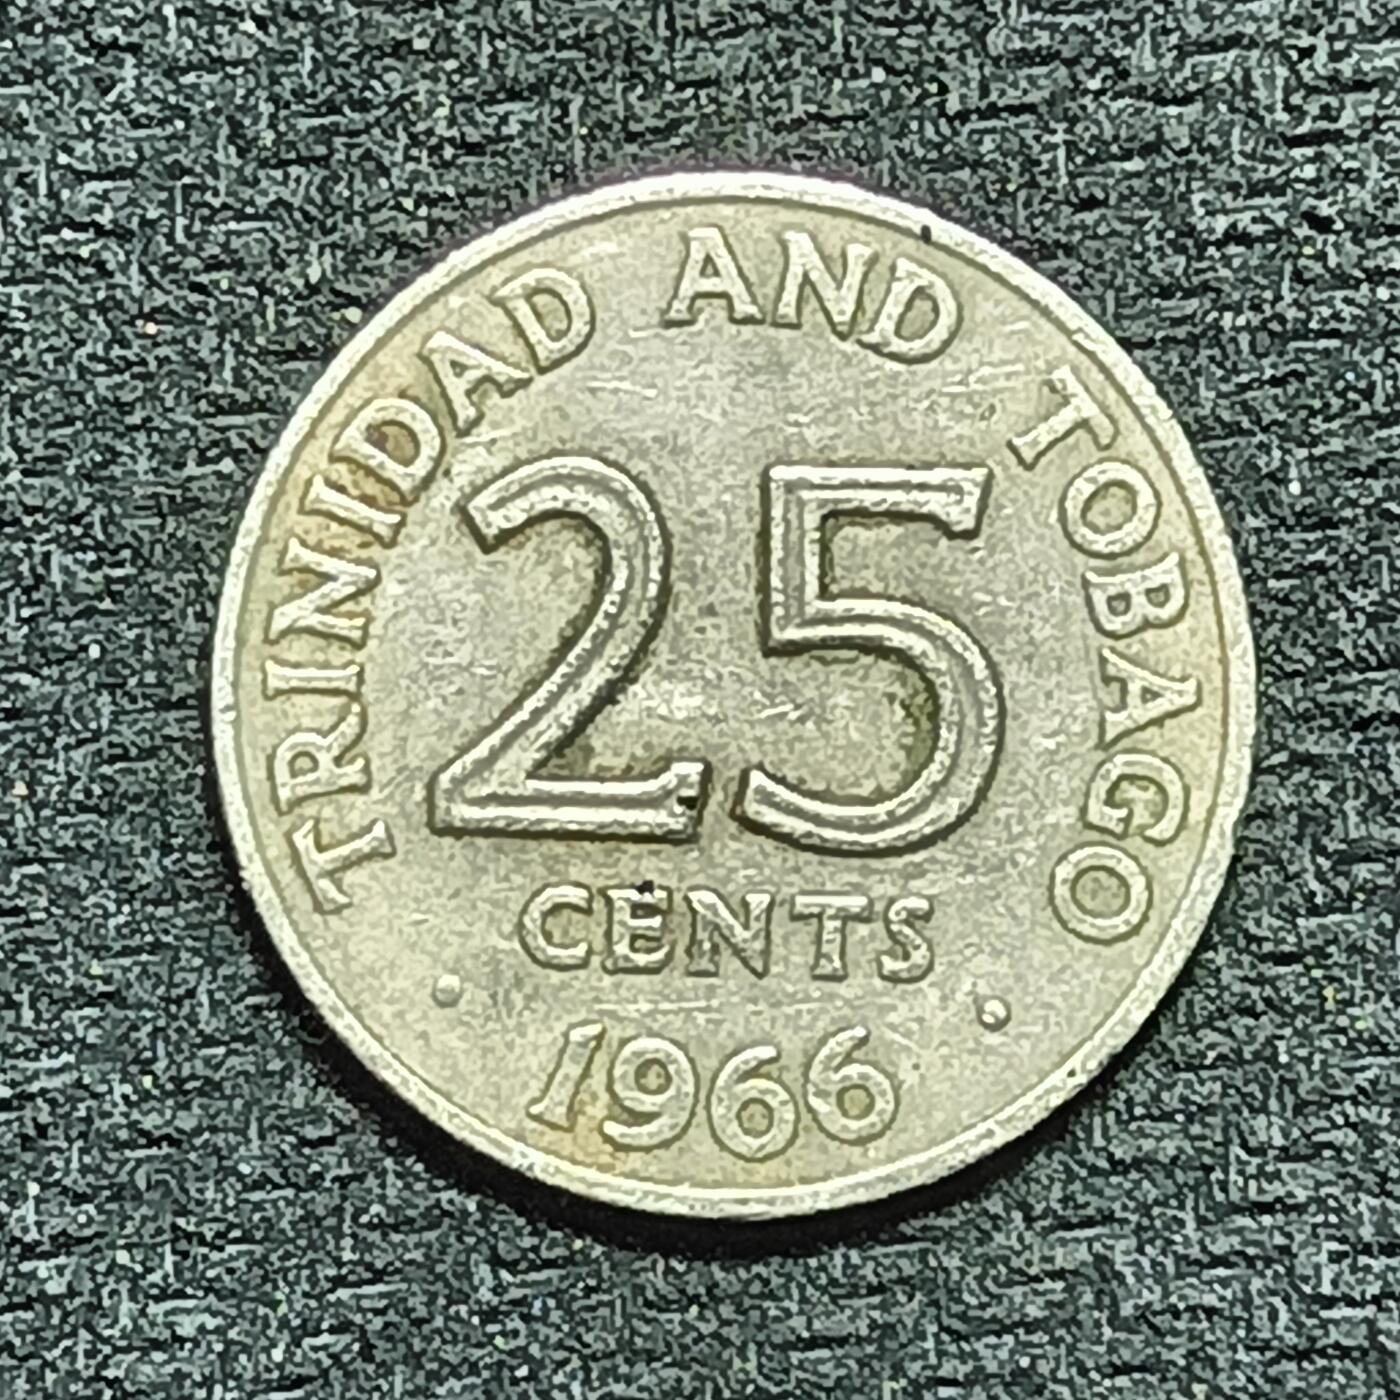 TRINIDAD AND TOBAGO
25
CENTS
• 1966 •